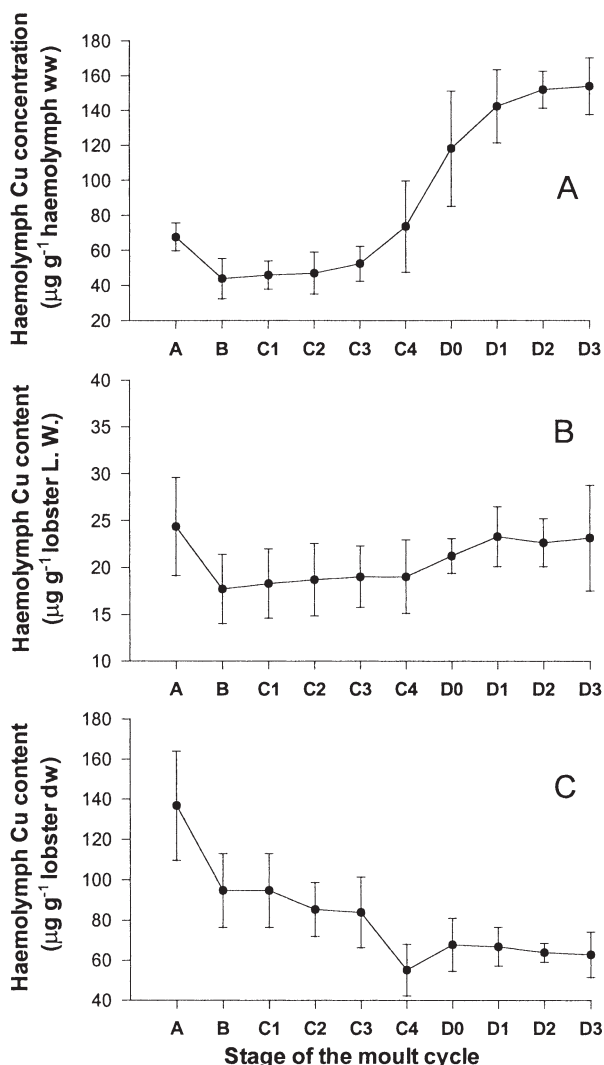 Haemolymph Cu concentration
(µg g⁻¹ haemolymph ww)
180
160
140
120
100
80
60
40
20
A
A B C1 C2 C3 C4 D0 D1 D2 D3
Haemolymph Cu content
(µg g⁻¹ lobster L. W.)
40
35
30
25
20
15
10
B
A B C1 C2 C3 C4 D0 D1 D2 D3
Haemolymph Cu content
(µg g⁻¹ lobster dw)
180
160
140
120
100
80
60
40
C
A B C1 C2 C3 C4 D0 D1 D2 D3
Stage of the moult cycle